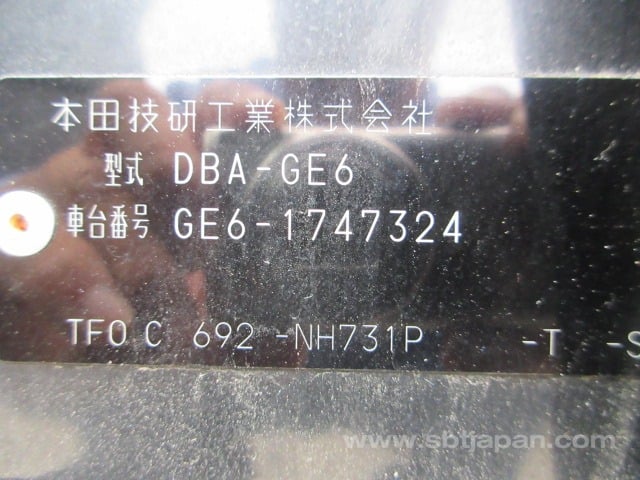 本田技研工業株式会社
型式 DBA-GE6
車台番号 GE6-1747324
TF0 C 692 -NH731P -T -S
www.sbtjapan.com